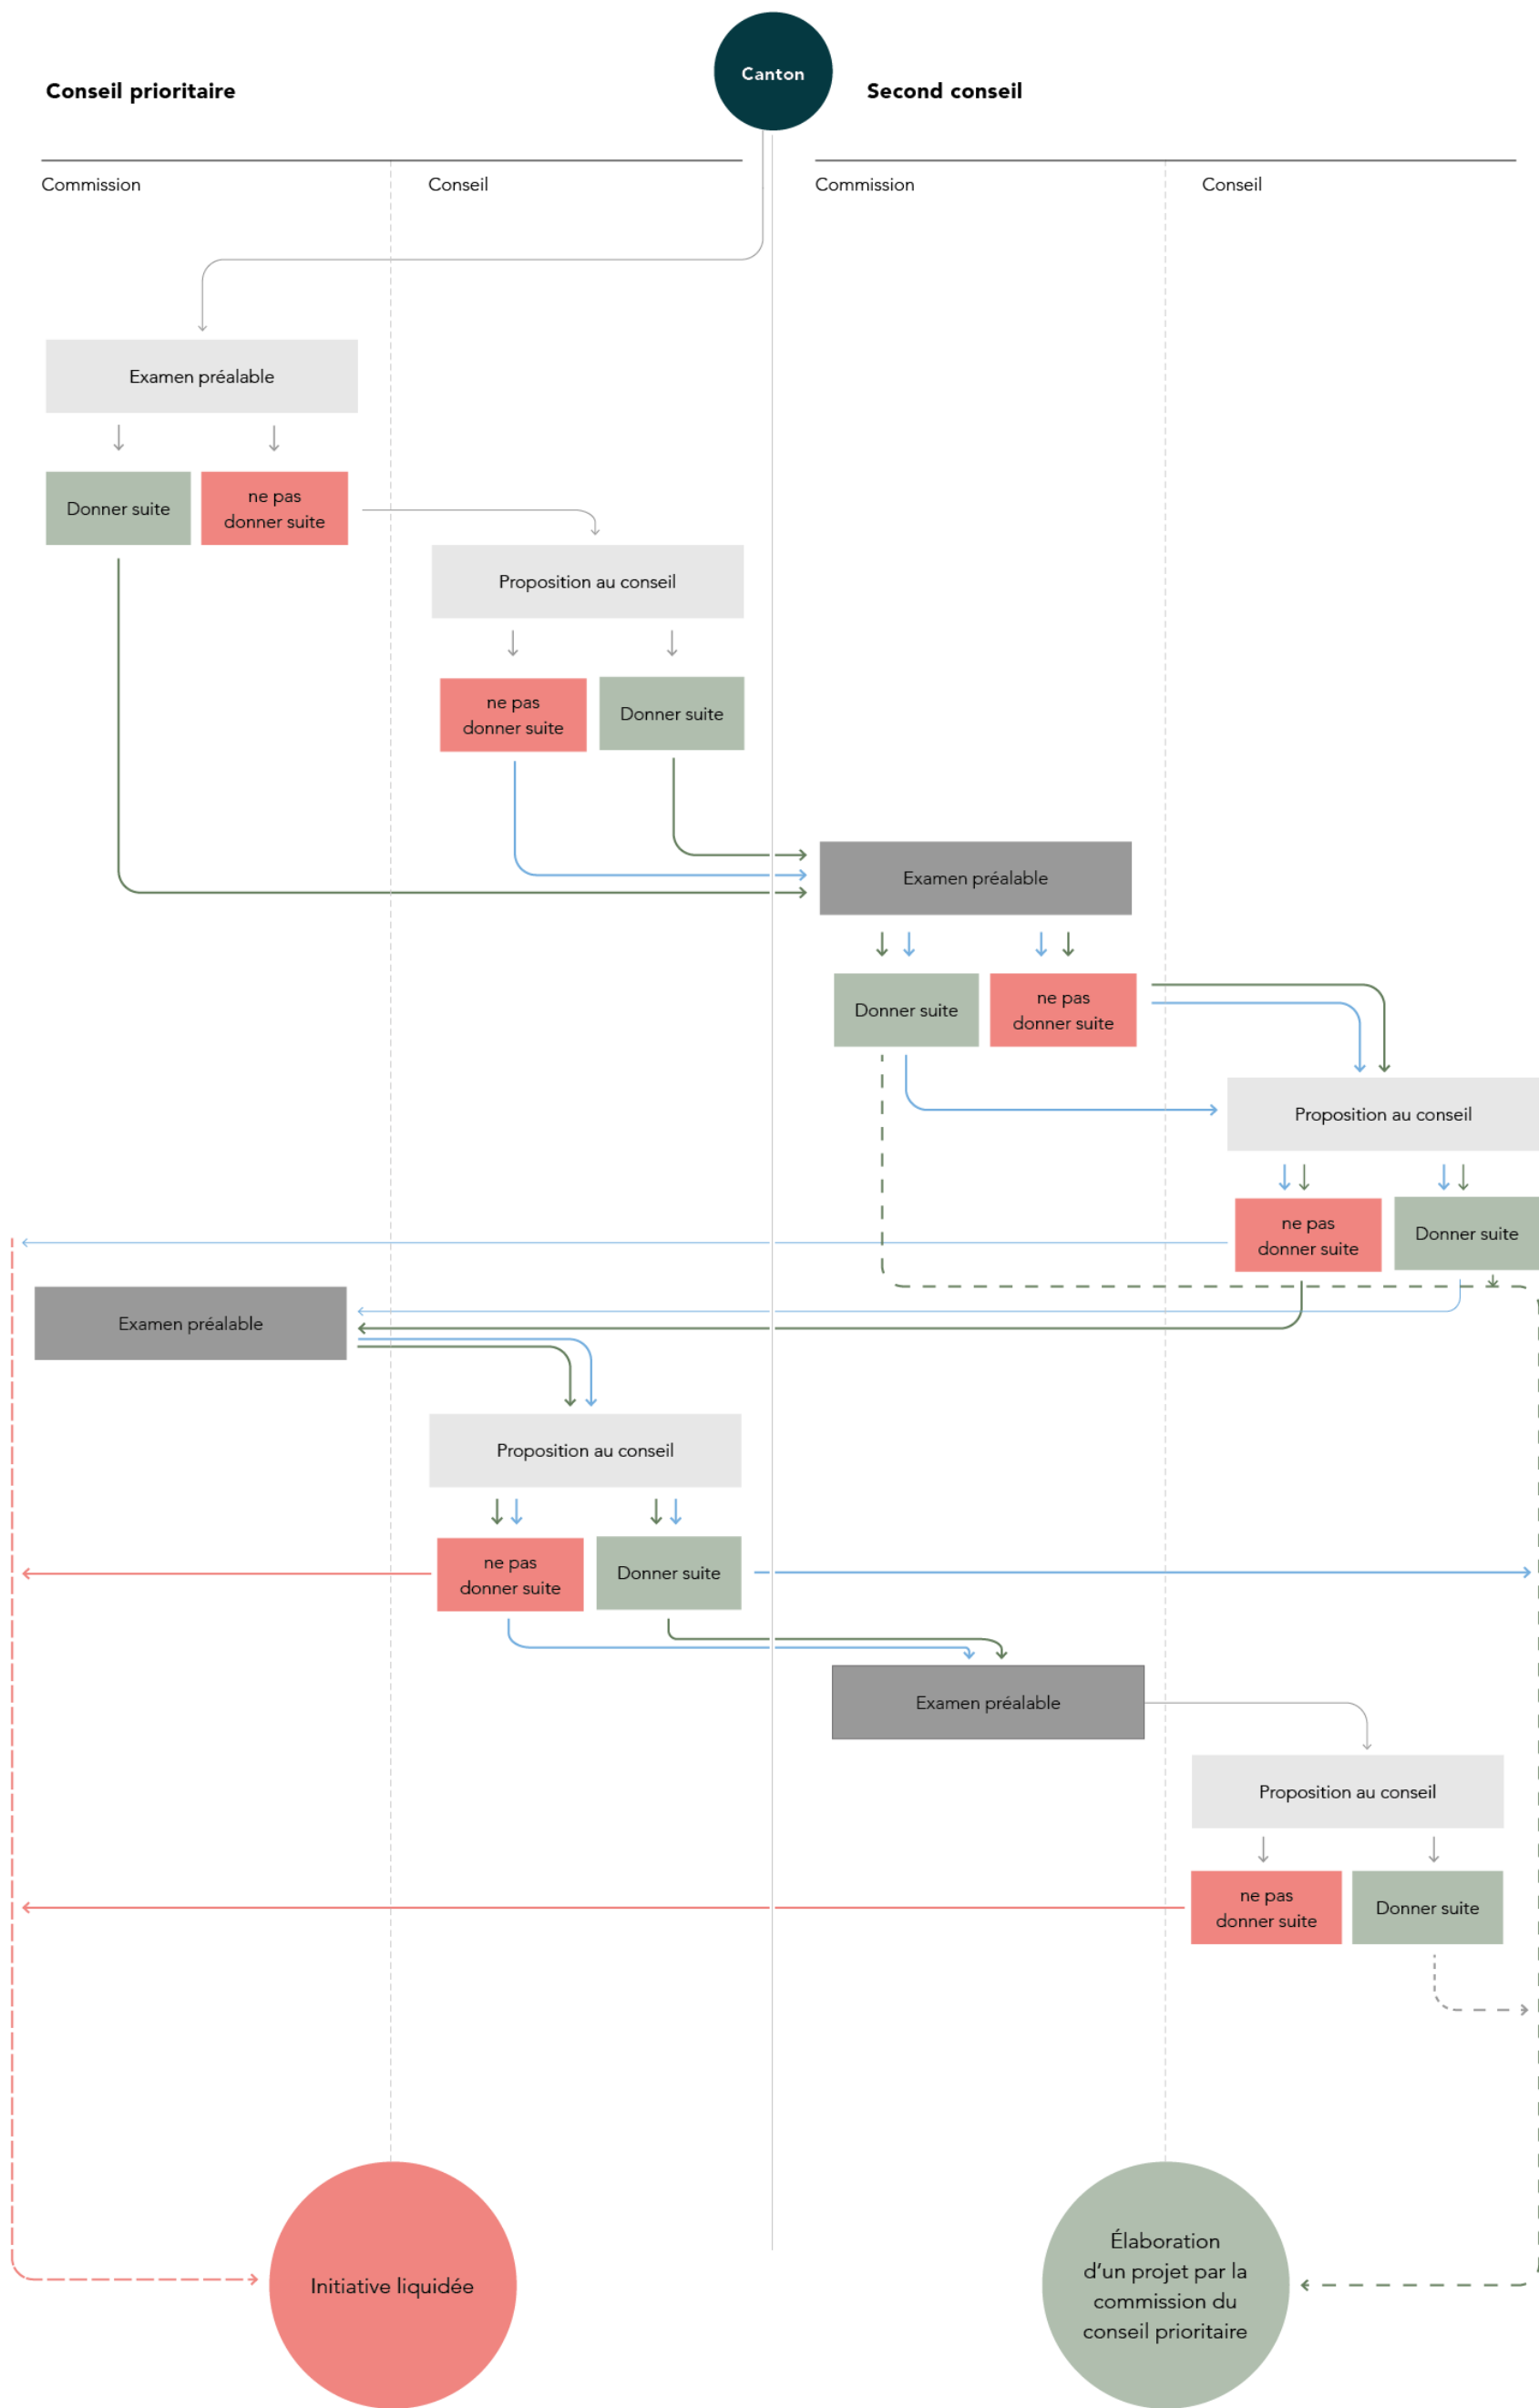 Canton
Conseil prioritaire
Second conseil
Commission
Conseil
Commission
Conseil
Examen préalable
Donner suite
ne pas
donner suite
Proposition au conseil
ne pas
donner suite
Donner suite
Examen préalable
Donner suite
ne pas
donner suite
Proposition au conseil
ne pas
donner suite
Donner suite
Examen préalable
Proposition au conseil
ne pas
donner suite
Donner suite
Examen préalable
Proposition au conseil
ne pas
donner suite
Donner suite
Initiative liquidée
Élaboration
d’un projet par la
commission du
conseil prioritaire